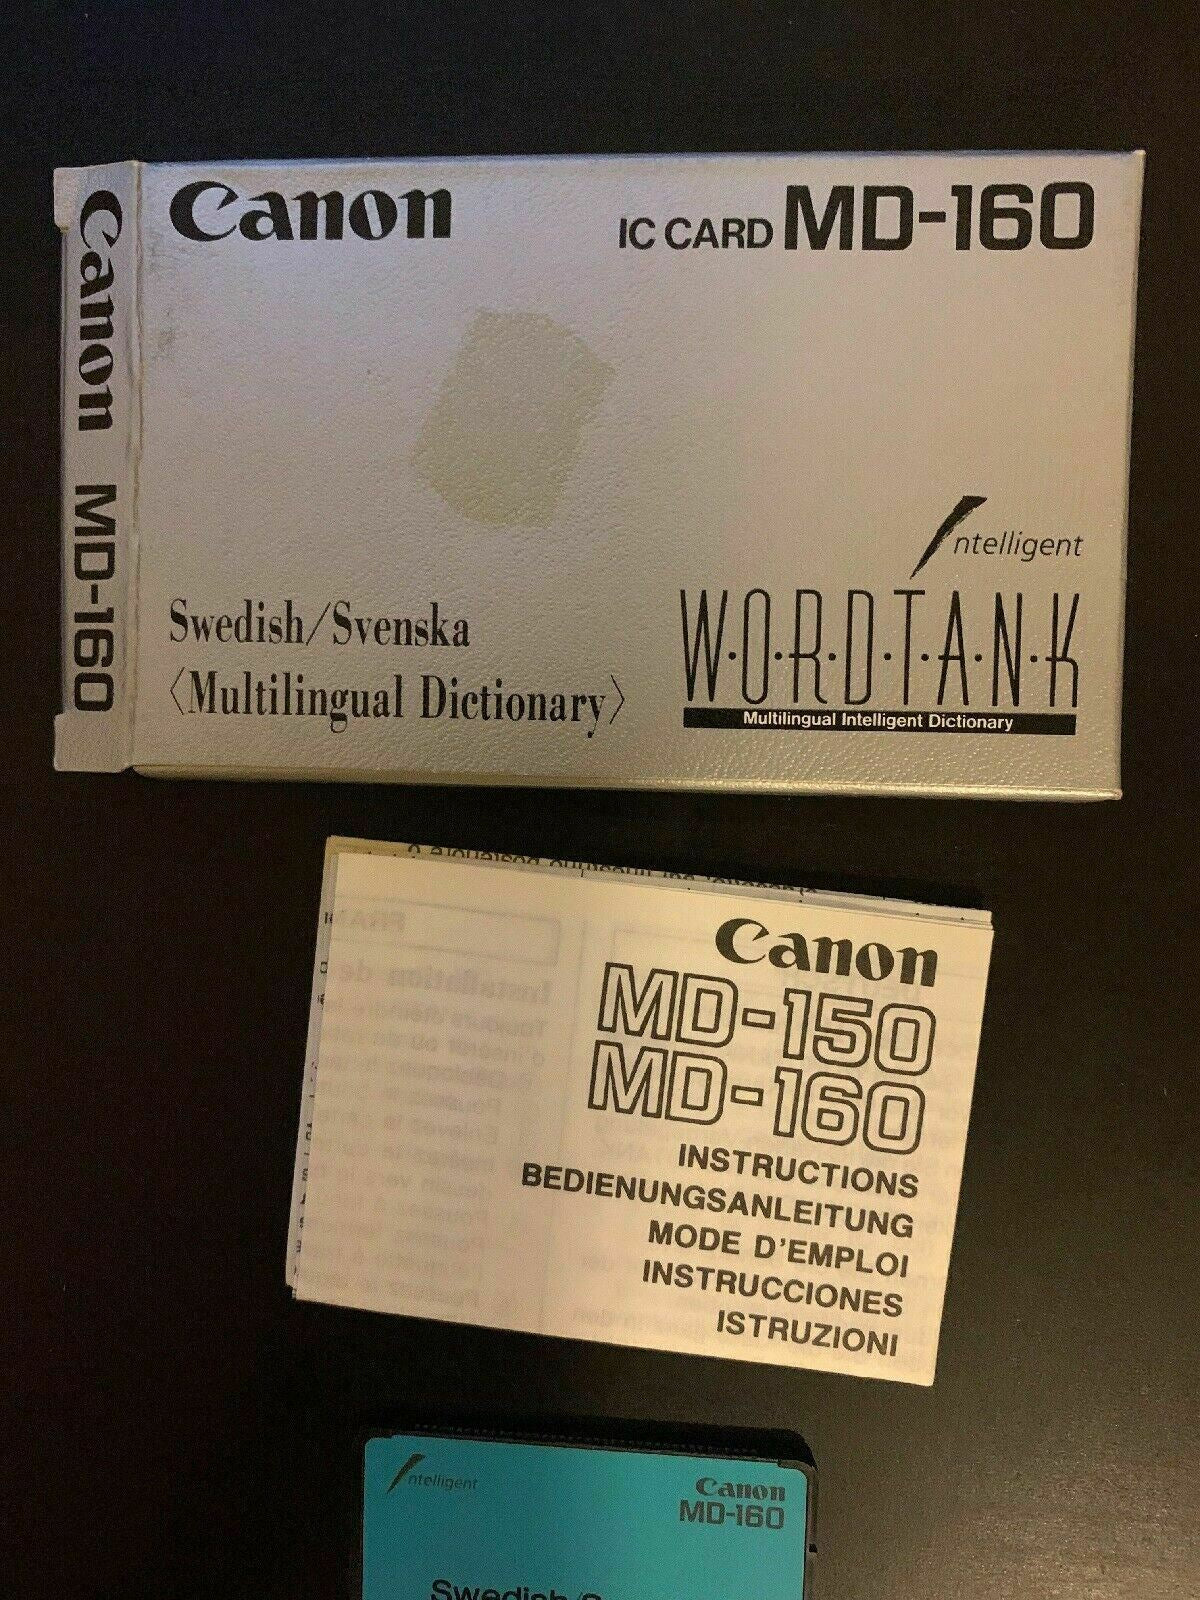 Canon
IC CARD MD-160
Canon MD-160
Intelligent
Swedish/Svenska
〈Multilingual Dictionary〉
W·O·R·D·T·A·N·K
Multilingual Intelligent Dictionary
Canon
MD-150
MD-160
INSTRUCTIONS
BEDIENUNGSANLEITUNG
MODE D'EMPLOI
INSTRUCCIONES
ISTRUZIONI
Intelligent
Canon
MD-160